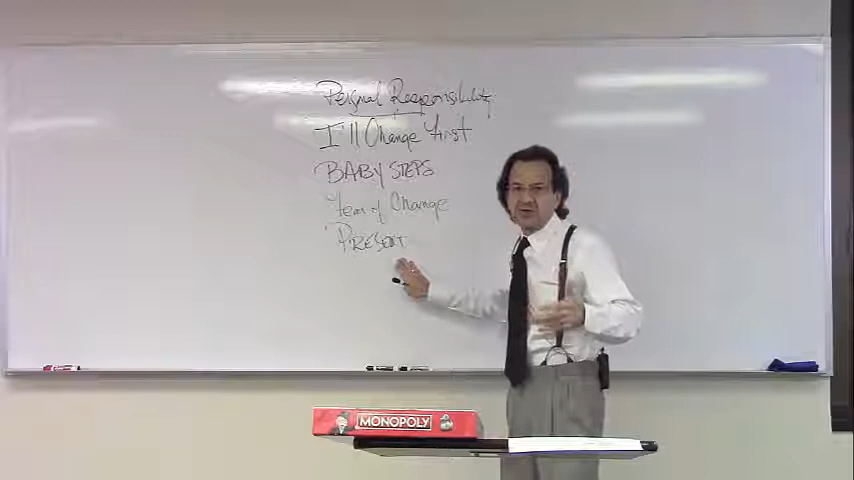 Personal Responsibility
I'll Change First
BABY STEPS
Fear of Change
PRESENT
MONOPOLY